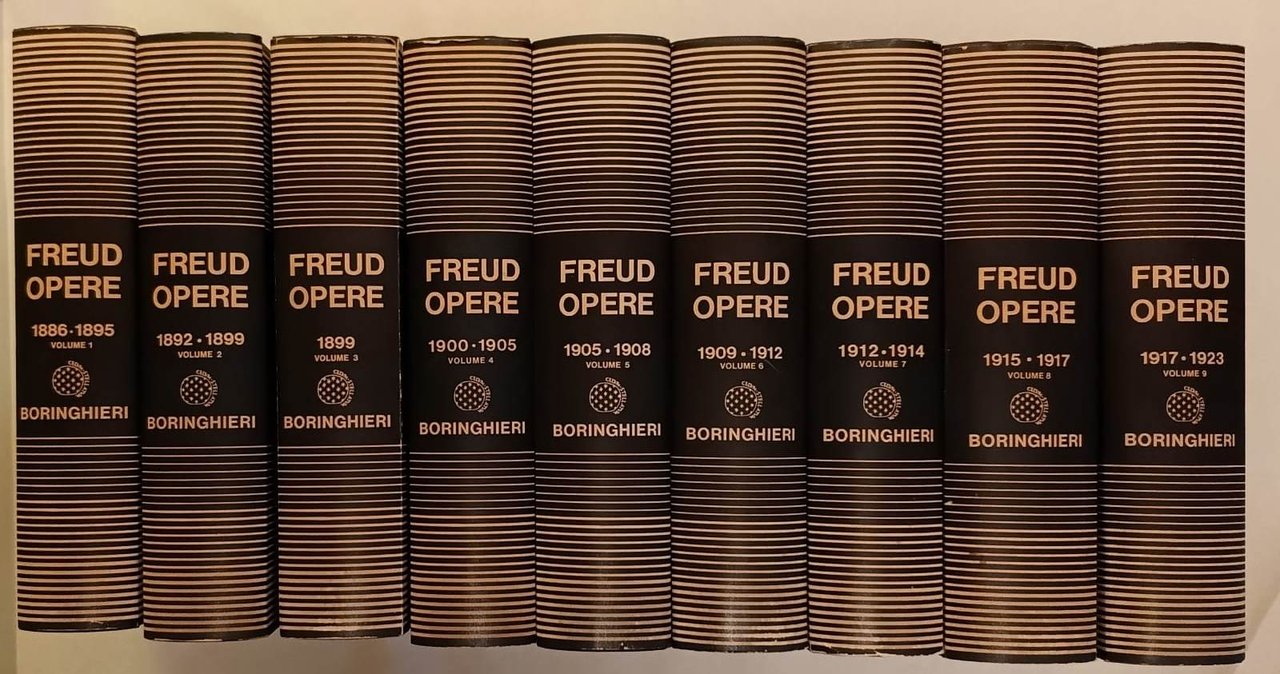 FREUD
OPERE
1886·1895
VOLUME 1
BORINGHIERI
FREUD
OPERE
1892·1899
VOLUME 2
BORINGHIERI
FREUD
OPERE
1899
VOLUME 3
BORINGHIERI
FREUD
OPERE
1900·1905
VOLUME 4
BORINGHIERI
FREUD
OPERE
1905·1908
VOLUME 5
BORINGHIERI
FREUD
OPERE
1909·1912
VOLUME 6
BORINGHIERI
FREUD
OPERE
1912·1914
VOLUME 7
BORINGHIERI
FREUD
OPERE
1915·1917
VOLUME 8
BORINGHIERI
FREUD
OPERE
1917·1923
VOLUME 9
BORINGHIERI